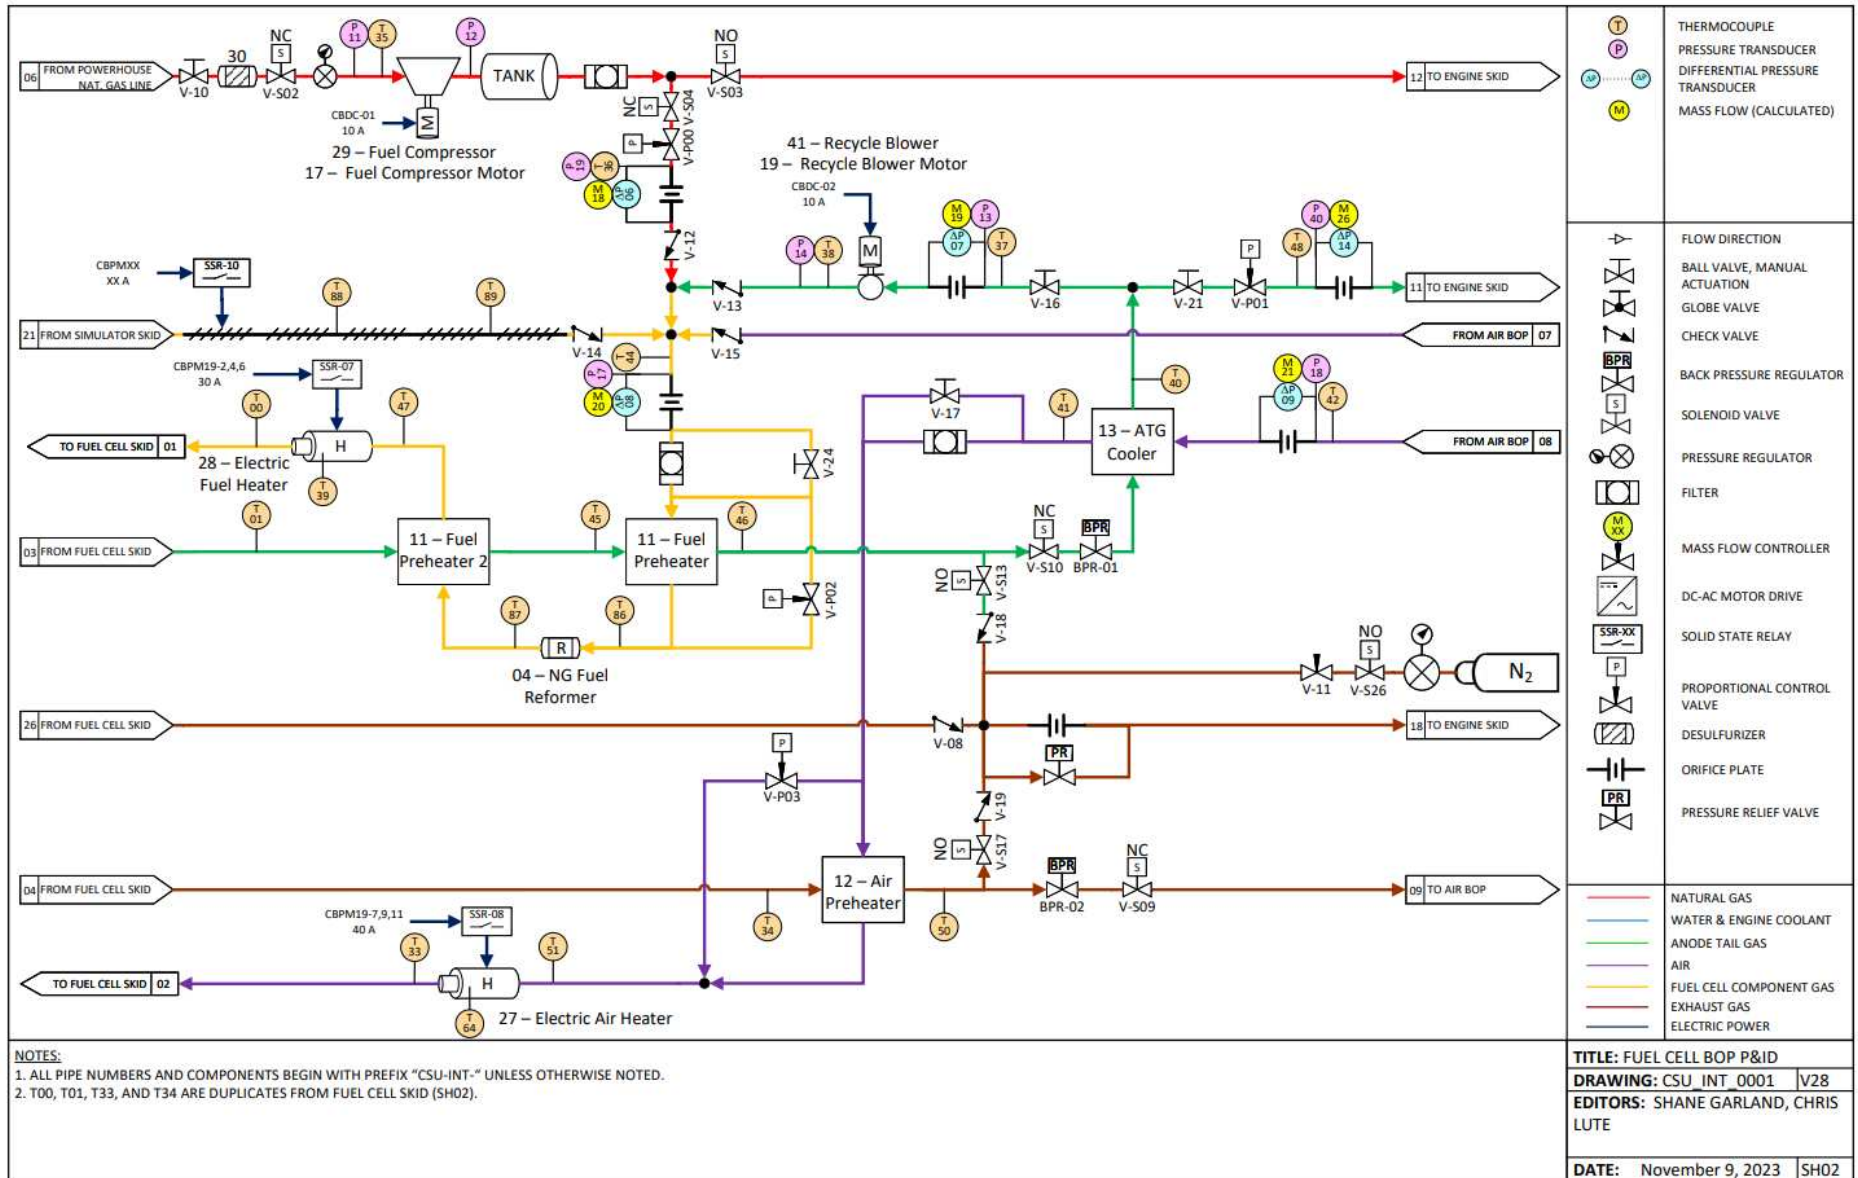 06 FROM POWERHOUSE
NAT. GAS LINE
V-10
30
NC
S
V-S02
P 11
T 35
P 12
TANK
NO
S
V-S03
12 TO ENGINE SKID
CBDC-01
10 A
M
29 – Fuel Compressor
17 – Fuel Compressor Motor
NC
S
V-S04
P
V-P00
P 19
T 36
M 18
ΔP 06
V-12
41 – Recycle Blower
19 – Recycle Blower Motor
CBDC-02
10 A
M
P 14
T 38
M 19
P 13
ΔP 07
T 37
P 40
M 26
ΔP 14
T 48
P
V-13
V-16
V-21
V-P01
11 TO ENGINE SKID
CBPMXX
XX A
SSR-10
T 88
T 89
21 FROM SIMULATOR SKID
V-14
V-15
FROM AIR BOP 07
CBPM19-2,4,6
30 A
SSR-07
T 44
P 17
M 20
ΔP 08
T 00
T 47
V-17
T 41
T 40
M 21
P 18
ΔP 09
T 42
TO FUEL CELL SKID 01
H
28 – Electric
Fuel Heater
T 39
V-24
13 – ATG
Cooler
FROM AIR BOP 08
T 01
T 45
T 46
03 FROM FUEL CELL SKID
11 – Fuel
Preheater 2
11 – Fuel
Preheater
NC
S
V-S10
BPR
BPR-01
NO
S
V-S13
P
V-P02
T 87
T 86
R
04 – NG Fuel
Reformer
V-18
NO
S
V-11
V-S26
N2
26 FROM FUEL CELL SKID
V-08
PR
18 TO ENGINE SKID
P
V-P03
V-19
NO
S
V-S17
04 FROM FUEL CELL SKID
12 – Air
Preheater
BPR
BPR-02
NC
S
V-S09
09 TO AIR BOP
T 34
T 50
CBPM19-7,9,11
40 A
SSR-08
T 33
T 51
TO FUEL CELL SKID 02
H
T 64
27 – Electric Air Heater
T THERMOCOUPLE
P PRESSURE TRANSDUCER
ΔP ΔP DIFFERENTIAL PRESSURE
TRANSDUCER
M MASS FLOW (CALCULATED)
FLOW DIRECTION
BALL VALVE, MANUAL
ACTUATION
GLOBE VALVE
CHECK VALVE
BPR BACK PRESSURE REGULATOR
S SOLENOID VALVE
PRESSURE REGULATOR
FILTER
M XX MASS FLOW CONTROLLER
DC-AC MOTOR DRIVE
SSR-XX SOLID STATE RELAY
P PROPORTIONAL CONTROL
VALVE
DESULFURIZER
ORIFICE PLATE
PR PRESSURE RELIEF VALVE
NATURAL GAS
WATER & ENGINE COOLANT
ANODE TAIL GAS
AIR
FUEL CELL COMPONENT GAS
EXHAUST GAS
ELECTRIC POWER
NOTES:
1. ALL PIPE NUMBERS AND COMPONENTS BEGIN WITH PREFIX "CSU-INT-" UNLESS OTHERWISE NOTED.
2. T00, T01, T33, AND T34 ARE DUPLICATES FROM FUEL CELL SKID (SH02).
TITLE: FUEL CELL BOP P&ID
DRAWING: CSU_INT_0001 V28
EDITORS: SHANE GARLAND, CHRIS
LUTE
DATE: November 9, 2023 SH02